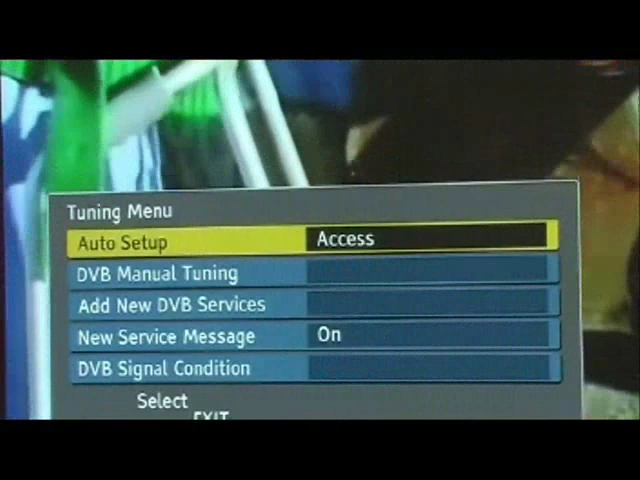 Tuning Menu
Auto Setup Access
DVB Manual Tuning
Add New DVB Services
New Service Message On
DVB Signal Condition
Select
EXIT